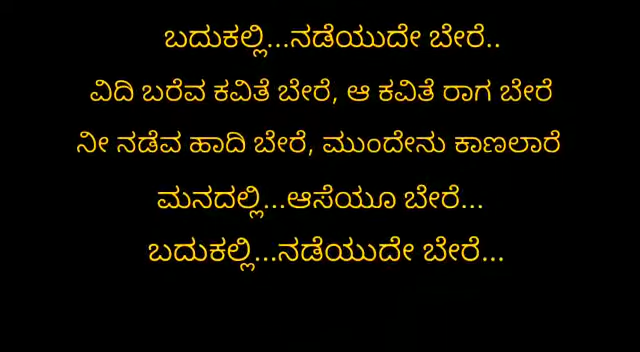 ಬದುಕಲ್ಲಿ...ನಡೆಯುದೇ ಬೇರೆ..
ವಿದಿ ಬರೆವ ಕವಿತೆ ಬೇರೆ, ಆ ಕವಿತೆ ರಾಗ ಬೇರೆ
ನೀ ನಡೆವ ಹಾದಿ ಬೇರೆ, ಮುಂದೇನು ಕಾಣಲಾರೆ
ಮನದಲ್ಲಿ...ಆಸೆಯೂ ಬೇರೆ...
ಬದುಕಲ್ಲಿ...ನಡೆಯುದೇ ಬೇರೆ...